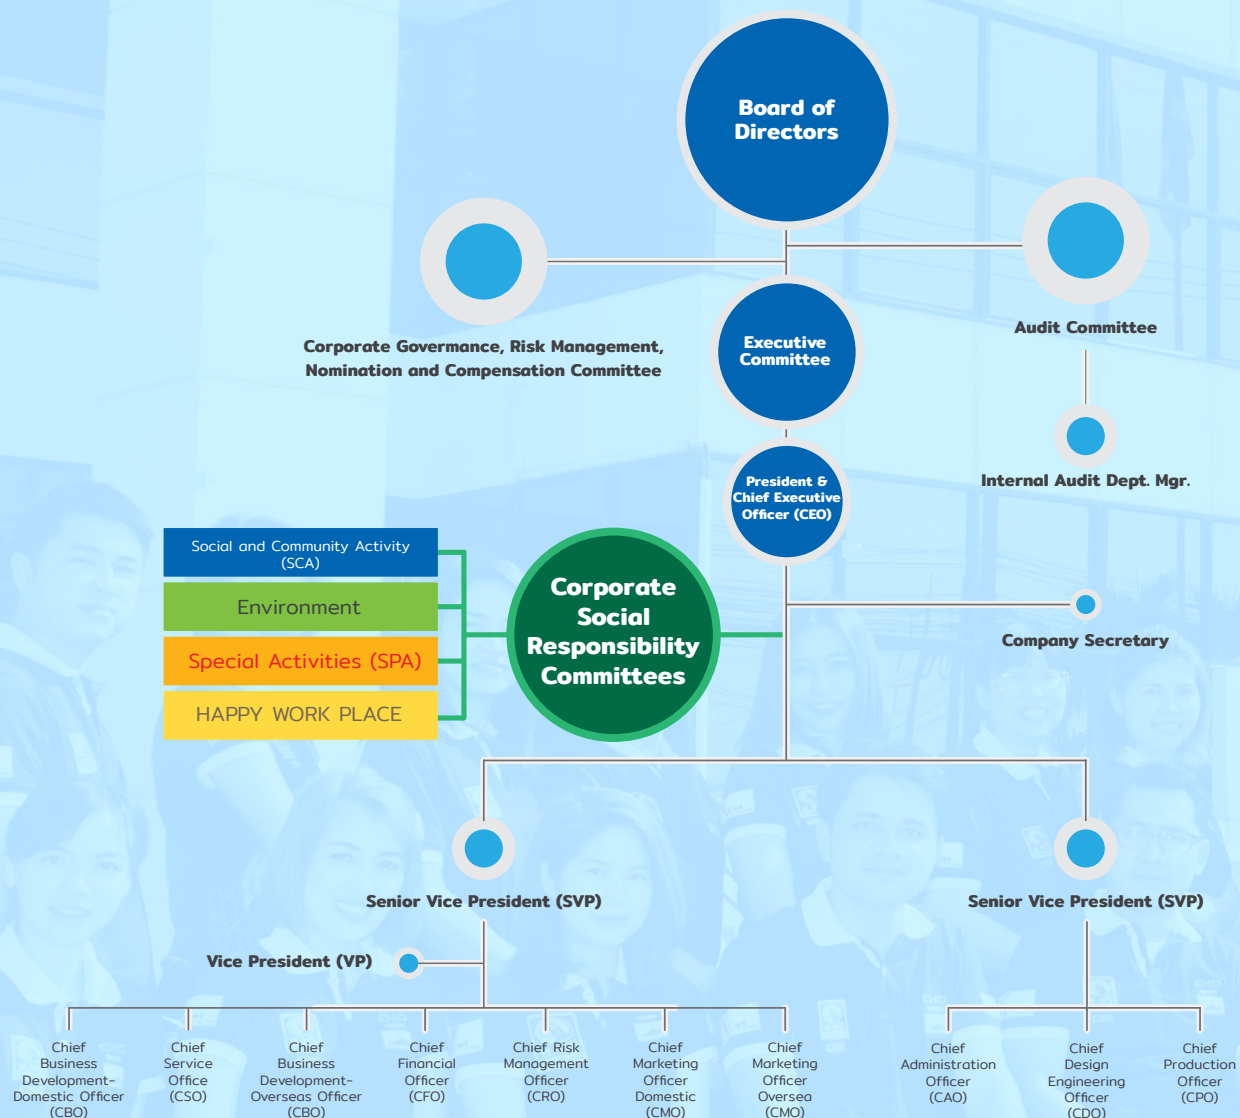 Board of
Directors
Audit Committee
Corporate Govermance, Risk Management,
Nomination and Compensation Committee
Executive
Committee
Internal Audit Dept. Mgr.
President &
Chief Executive
Officer (CEO)
Social and Community Activity
(SCA)
Environment
Special Activities (SPA)
HAPPY WORK PLACE
Corporate
Social
Responsibility
Committees
Company Secretary
Senior Vice President (SVP)
Senior Vice President (SVP)
Vice President (VP)
Chief
Business
Development-
Domestic Officer
(CBO)
Chief
Service
Office
(CSO)
Chief
Business
Development-
Overseas Officer
(CBO)
Chief
Financial
Officer
(CFO)
Chief Risk
Management
Officer
(CRO)
Chief
Marketing
Officer
Domestic
(CMO)
Chief
Marketing
Officer
Oversea
(CMO)
Chief
Administration
Officer
(CAO)
Chief
Design
Engineering
Officer
(CDO)
Chief
Production
Officer
(CPO)